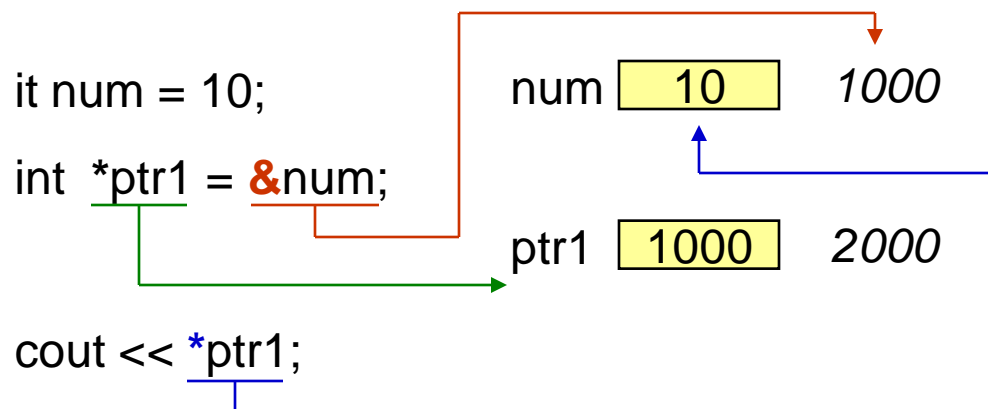 it num = 10;
num 10 1000
int *ptr1 = &num;
ptr1 1000 2000
cout << *ptr1;